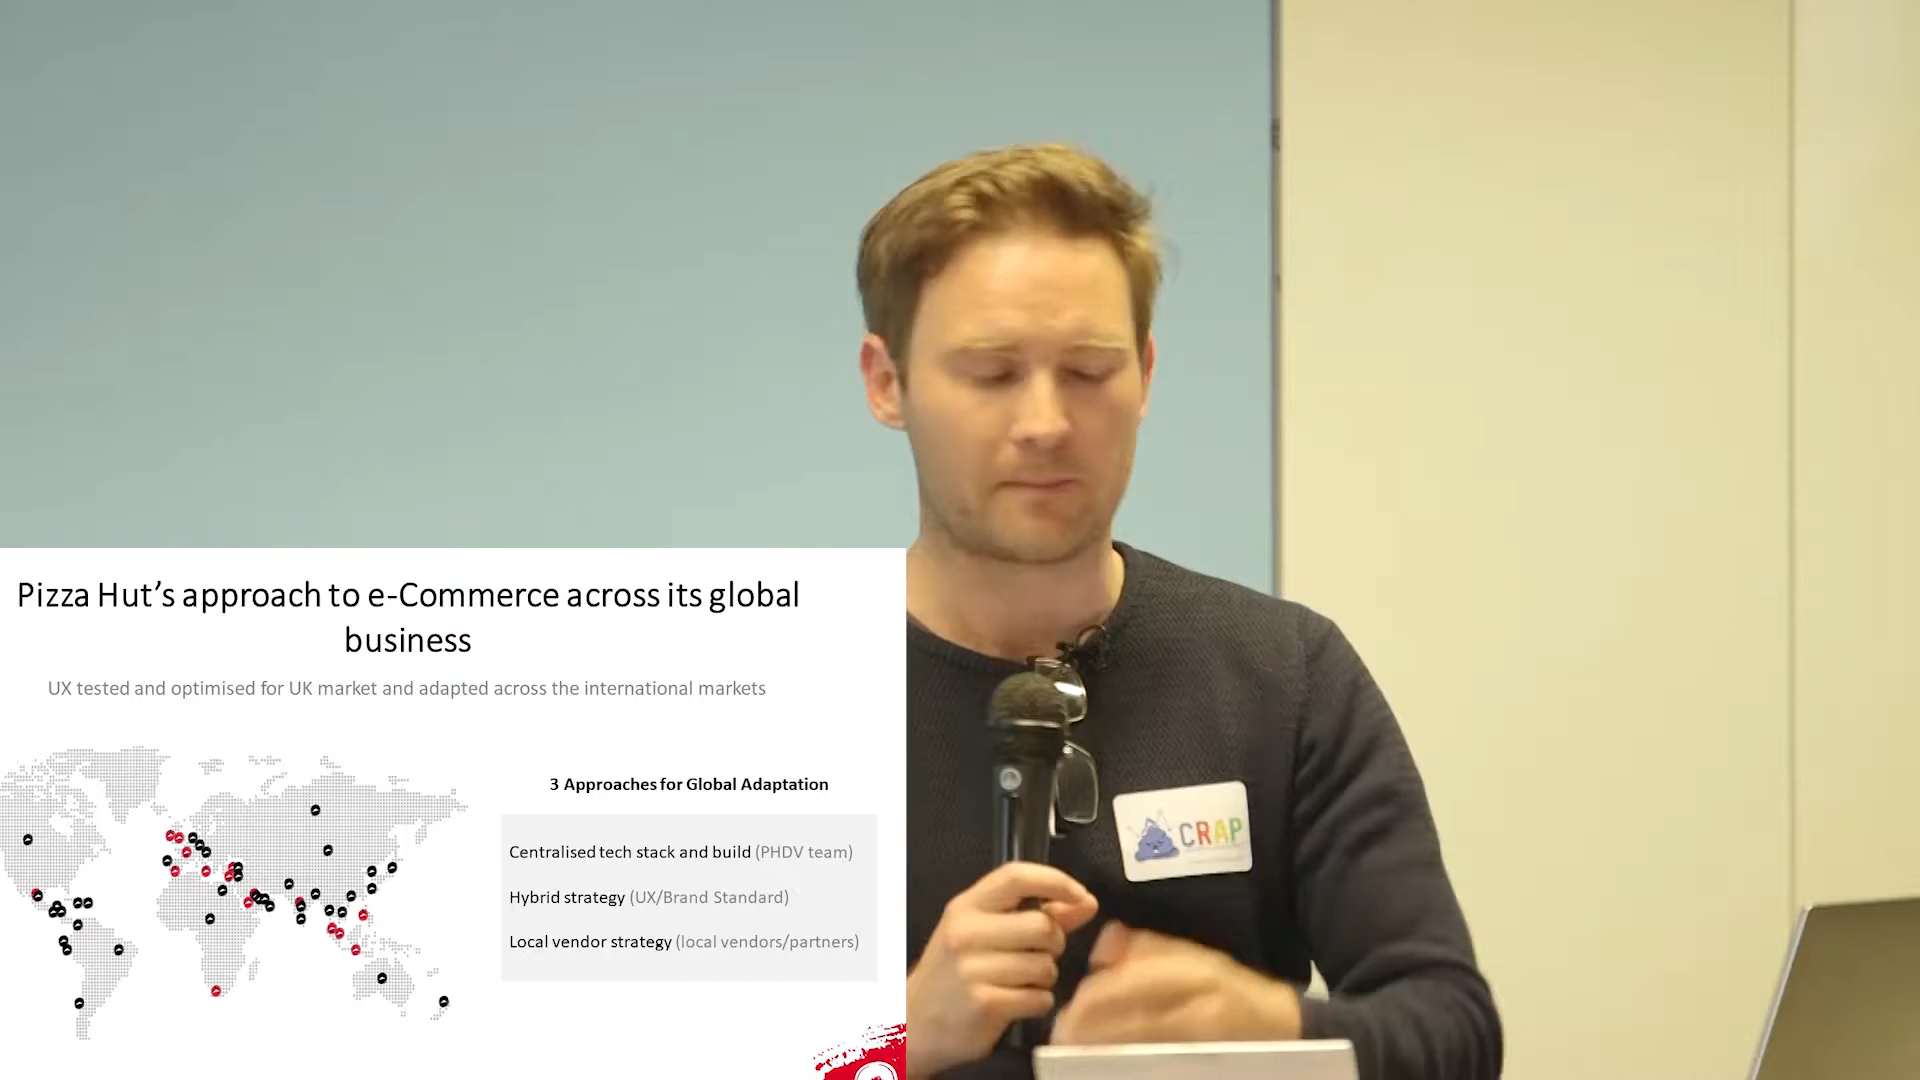 Pizza Hut's approach to e-Commerce across its global
business
UX tested and optimised for UK market and adapted across the international markets
3 Approaches for Global Adaptation
Centralised tech stack and build (PHDV team)
Hybrid strategy (UX/Brand Standard)
Local vendor strategy (local vendors/partners)
CRAP